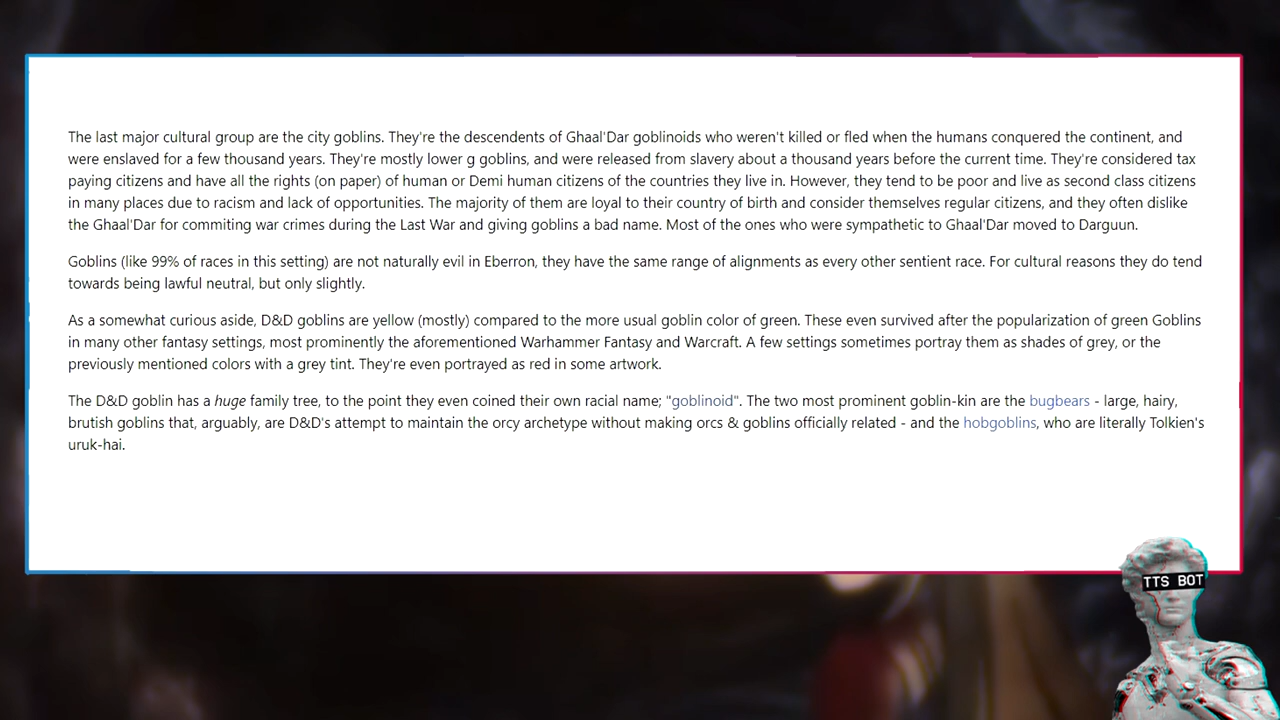 The last major cultural group are the city goblins. They're the descendents of Ghaal'Dar goblinoids who weren't killed or fled when the humans conquered the continent, and
were enslaved for a few thousand years. They're mostly lower g goblins, and were released from slavery about a thousand years before the current time. They're considered tax
paying citizens and have all the rights (on paper) of human or Demi human citizens of the countries they live in. However, they tend to be poor and live as second class citizens
in many places due to racism and lack of opportunities. The majority of them are loyal to their country of birth and consider themselves regular citizens, and they often dislike
the Ghaal'Dar for commiting war crimes during the Last War and giving goblins a bad name. Most of the ones who were sympathetic to Ghaal'Dar moved to Darguun.
Goblins (like 99% of races in this setting) are not naturally evil in Eberron, they have the same range of alignments as every other sentient race. For cultural reasons they do tend
towards being lawful neutral, but only slightly.
As a somewhat curious aside, D&D goblins are yellow (mostly) compared to the more usual goblin color of green. These even survived after the popularization of green Goblins
in many other fantasy settings, most prominently the aforementioned Warhammer Fantasy and Warcraft. A few settings sometimes portray them as shades of grey, or the
previously mentioned colors with a grey tint. They're even portrayed as red in some artwork.
The D&D goblin has a huge family tree, to the point they even coined their own racial name; "goblinoid". The two most prominent goblin-kin are the bugbears - large, hairy,
brutish goblins that, arguably, are D&D's attempt to maintain the orcy archetype without making orcs & goblins officially related - and the hobgoblins, who are literally Tolkien's
uruk-hai.
TTS BOT